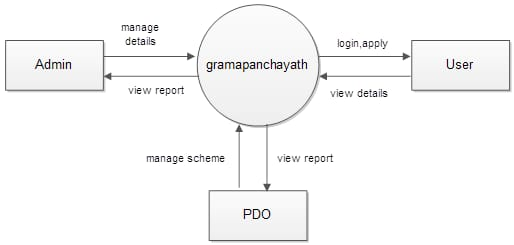 manage
details
login,apply
Admin
gramapanchayath
User
view report
view details
manage scheme
view report
PDO